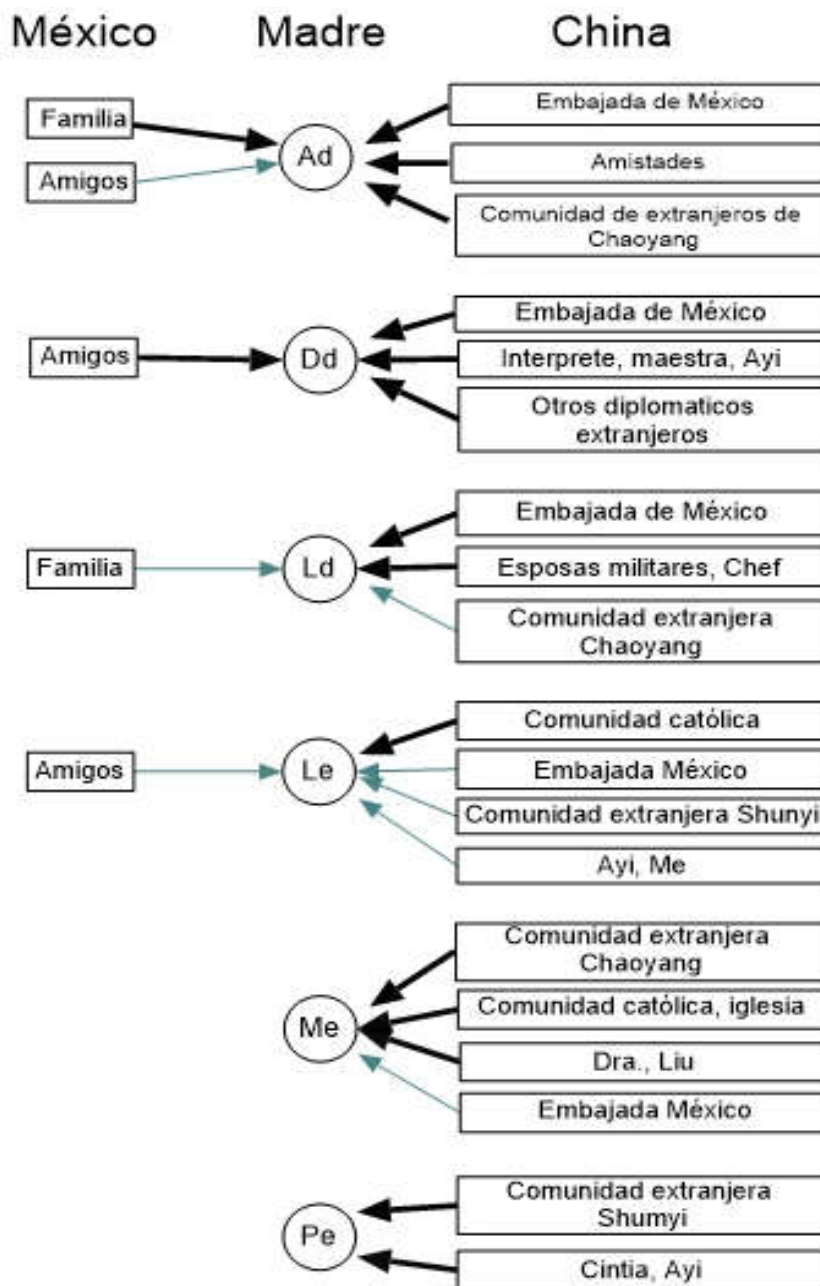 México Madre China
Familia
Amigos
Ad
Embajada de México
Amistades
Comunidad de extranjeros de
Chaoyang
Amigos
Dd
Embajada de México
Interprete, maestra, Ayi
Otros diplomaticos
extranjeros
Familia
Ld
Embajada de México
Esposas militares, Chef
Comunidad extranjera
Chaoyang
Amigos
Le
Comunidad católica
Embajada México
Comunidad extranjera Shunyi
Ayi, Me
Me
Comunidad extranjera
Chaoyang
Comunidad católica, iglesia
Dra., Liu
Embajada México
Pe
Comunidad extranjera
Shumyi
Cintia, Ayi